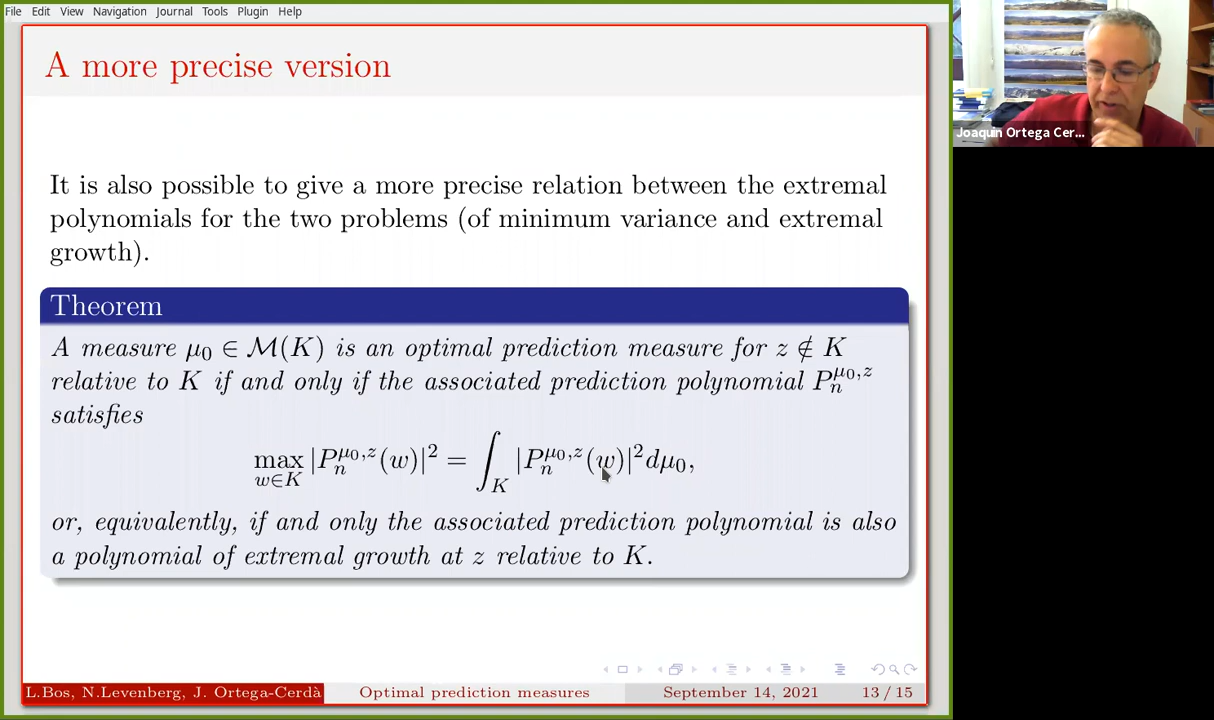 File Edit View Navigation Journal Tools Plugin Help
A more precise version
It is also possible to give a more precise relation between the extremal
polynomials for the two problems (of minimum variance and extremal
growth).
Theorem
A measure μ₀ ∈ M(K) is an optimal prediction measure for z ∉ K
relative to K if and only if the associated prediction polynomial P_n^{μ₀,z}
satisfies
max_{w∈K} |P_n^{μ₀,z}(w)|² = ∫_K |P_n^{μ₀,z}(w)|² dμ₀,
or, equivalently, if and only the associated prediction polynomial is also
a polynomial of extremal growth at z relative to K.
L.Bos, N.Levenberg, J. Ortega-Cerdà Optimal prediction measures September 14, 2021 13 / 15
Joaquin Ortega Cer...